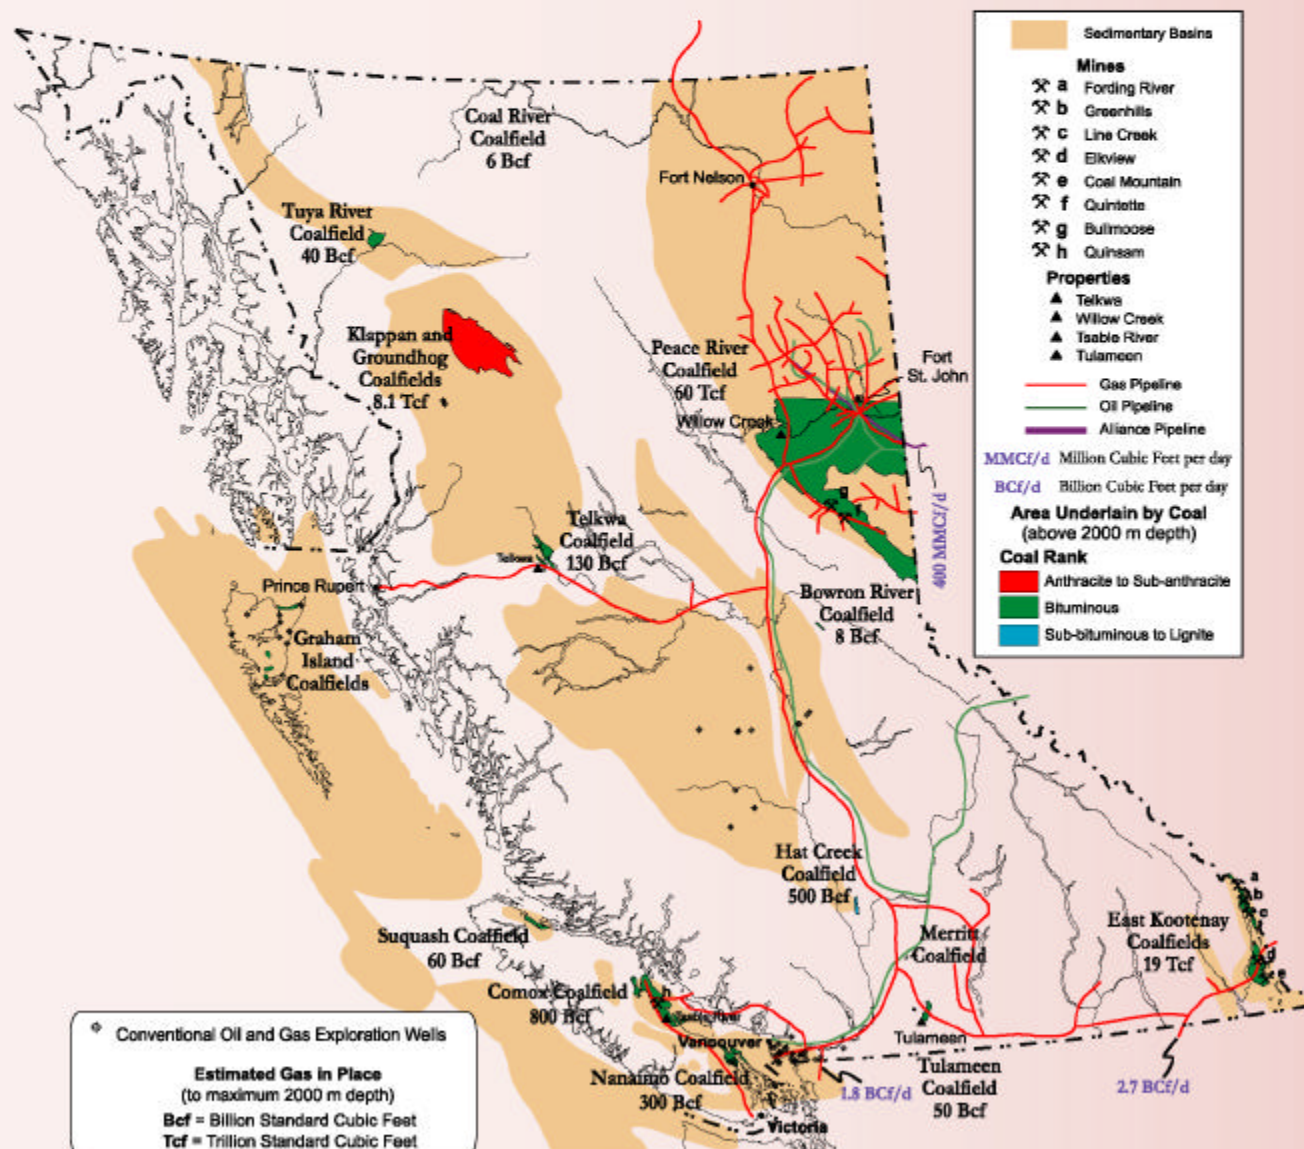 Coal River
Coalfield
6 Bcf
Fort Nelson
Tuya River
Coalfield
40 Bcf
Klappan and
Groundhog
Coalfields
8.1 Tcf
Peace River
Coalfield
60 Tcf
Fort
St. John
Willow Creek
g
f
400 MMCf/d
Telkwa
Coalfield
130 Bcf
Telkwa
Prince Rupert
Graham
Island
Coalfields
Bowron River
Coalfield
8 Bcf
Hat Creek
Coalfield
500 Bcf
Suquash Coalfield
60 Bcf
Merritt
Coalfield
East Kootenay
Coalfields
19 Tcf
a
b
c
d
e
Comox Coalfield
800 Bcf
h
Tsable River
Vancouver
Nanaimo Coalfield
300 Bcf
Victoria
1.8 BCf/d
Tulameen
Tulameen
Coalfield
50 Bcf
2.7 BCf/d
Sedimentary Basins
Mines
a Fording River
b Greenhills
c Line Creek
d Elkview
e Coal Mountain
f Quintette
g Bullmoose
h Quinsam
Properties
Telkwa
Willow Creek
Tsable River
Tulameen
Gas Pipeline
Oil Pipeline
Alliance Pipeline
MMCf/d Million Cubic Feet per day
BCf/d Billion Cubic Feet per day
Area Underlain by Coal
(above 2000 m depth)
Coal Rank
Anthracite to Sub-anthracite
Bituminous
Sub-bituminous to Lignite
Conventional Oil and Gas Exploration Wells
Estimated Gas in Place
(to maximum 2000 m depth)
Bcf = Billion Standard Cubic Feet
Tcf = Trillion Standard Cubic Feet